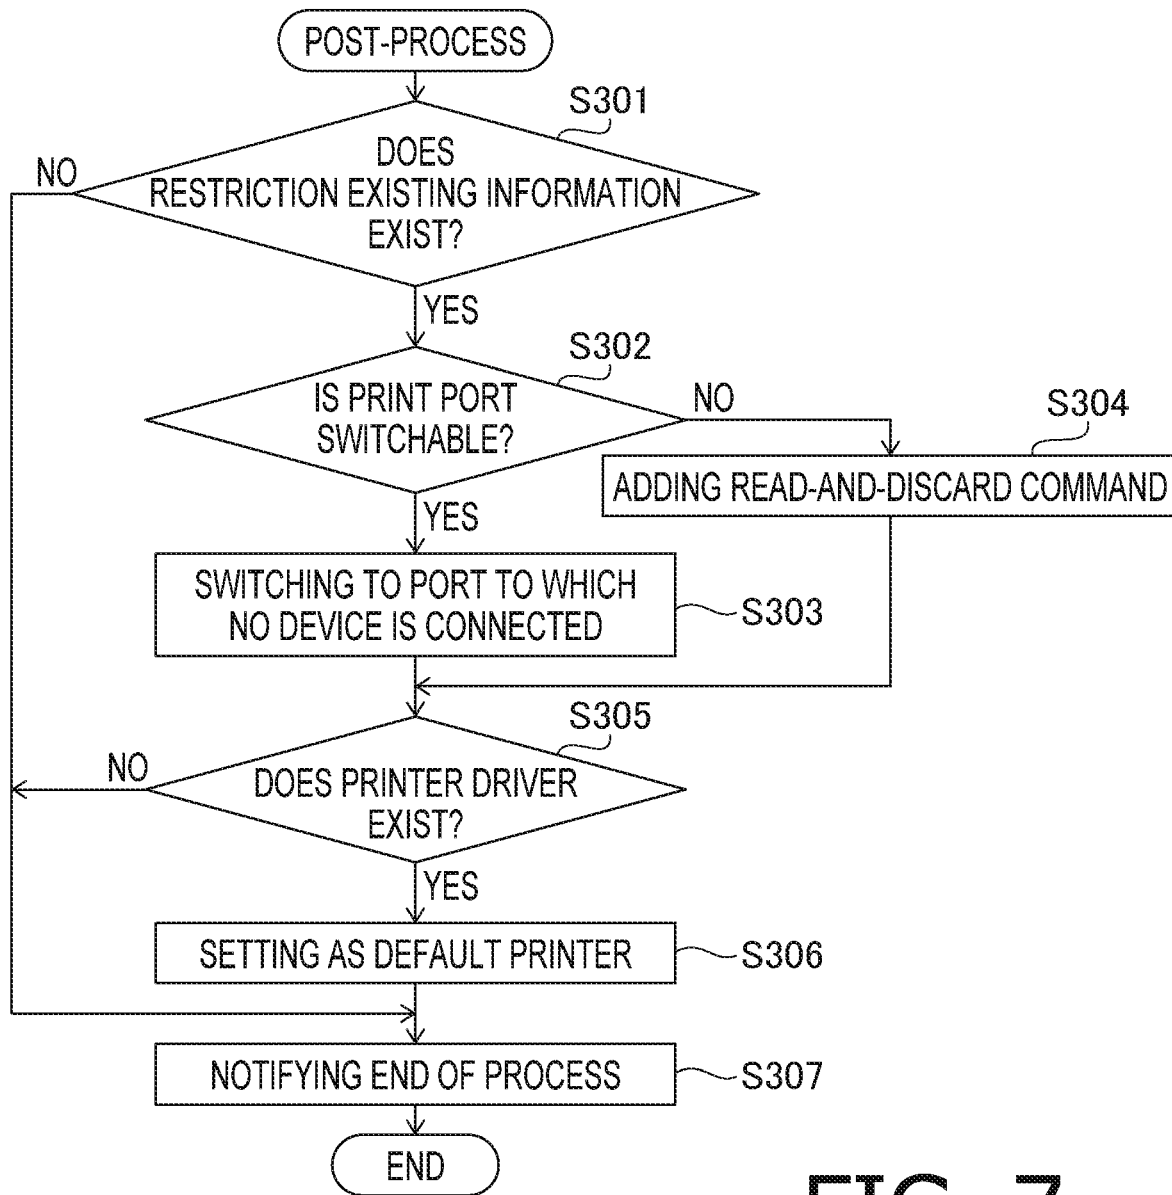 POST-PROCESS
S301
DOES
RESTRICTION EXISTING INFORMATION
EXIST?
NO
YES
S302
IS PRINT PORT
SWITCHABLE?
NO
S304
ADDING READ-AND-DISCARD COMMAND
YES
SWITCHING TO PORT TO WHICH
NO DEVICE IS CONNECTED
S303
S305
NO
DOES PRINTER DRIVER
EXIST?
YES
SETTING AS DEFAULT PRINTER
S306
NOTIFYING END OF PROCESS
S307
END
FIG. 7